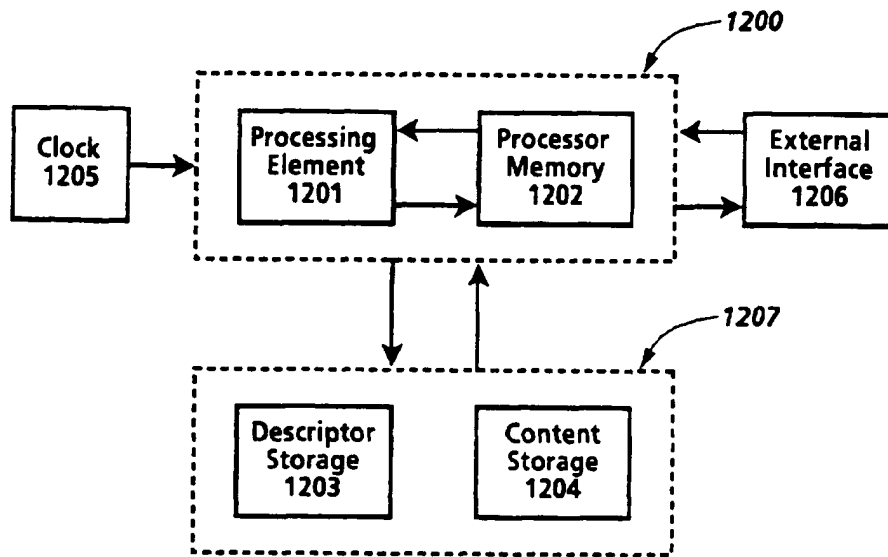 1200
Clock
1205
Processing
Element
1201
Processor
Memory
1202
External
Interface
1206
1207
Descriptor
Storage
1203
Content
Storage
1204